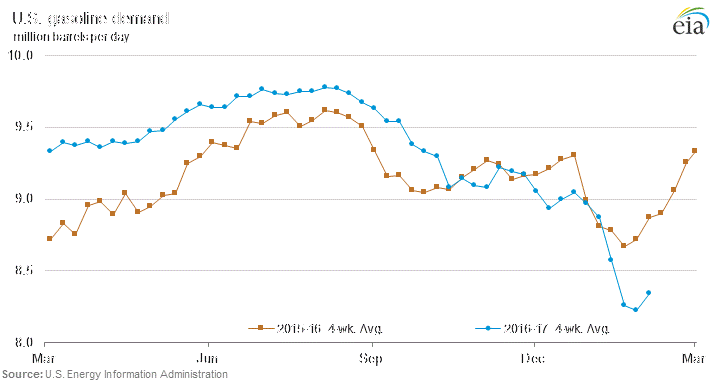 U.S. gasoline demand
million barrels per day
eia
10.0
9.5
9.0
8.5
8.0
2015-16 4-wk. Avg.
2016-17 4-wk. Avg.
Mar Jun Sep Dec Mar
Source: U.S. Energy Information Administration